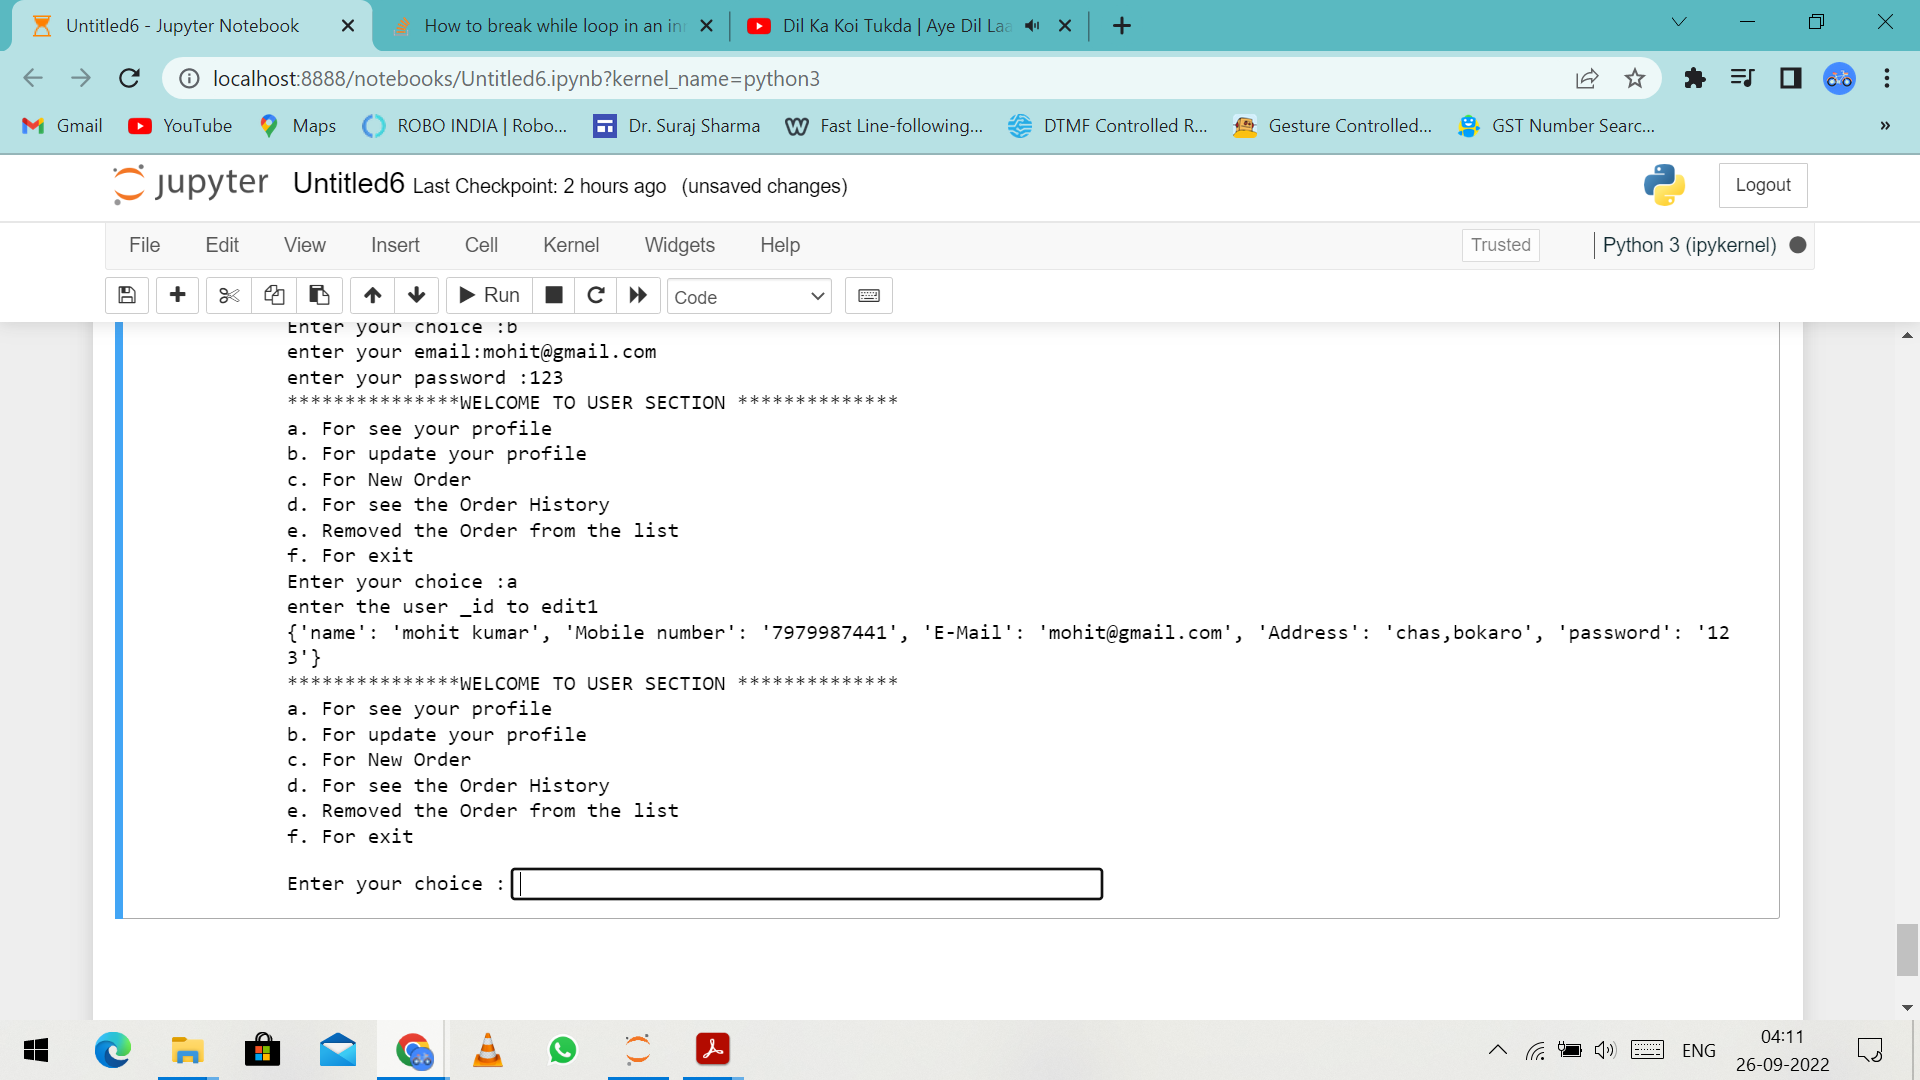 Untitled6 - Jupyter Notebook
How to break while loop in an in
Dil Ka Koi Tukda | Aye Dil Laa
localhost:8888/notebooks/Untitled6.ipynb?kernel_name=python3
Gmail
YouTube
Maps
ROBO INDIA | Robo...
Dr. Suraj Sharma
Fast Line-following...
DTMF Controlled R...
Gesture Controlled...
GST Number Searc...
»
jupyter
Untitled6 Last Checkpoint: 2 hours ago (unsaved changes)
Logout
File Edit View Insert Cell Kernel Widgets Help
Trusted
Python 3 (ipykernel)
Run
Code
Enter your choice :b
enter your email:mohit@gmail.com
enter your password :123
***************WELCOME TO USER SECTION **************
a. For see your profile
b. For update your profile
c. For New Order
d. For see the Order History
e. Removed the Order from the list
f. For exit
Enter your choice :a
enter the user _id to edit1
{'name': 'mohit kumar', 'Mobile number': '7979987441', 'E-Mail': 'mohit@gmail.com', 'Address': 'chas,bokaro', 'password': '12
3'}
***************WELCOME TO USER SECTION **************
a. For see your profile
b. For update your profile
c. For New Order
d. For see the Order History
e. Removed the Order from the list
f. For exit
Enter your choice :
ENG
04:11
26-09-2022